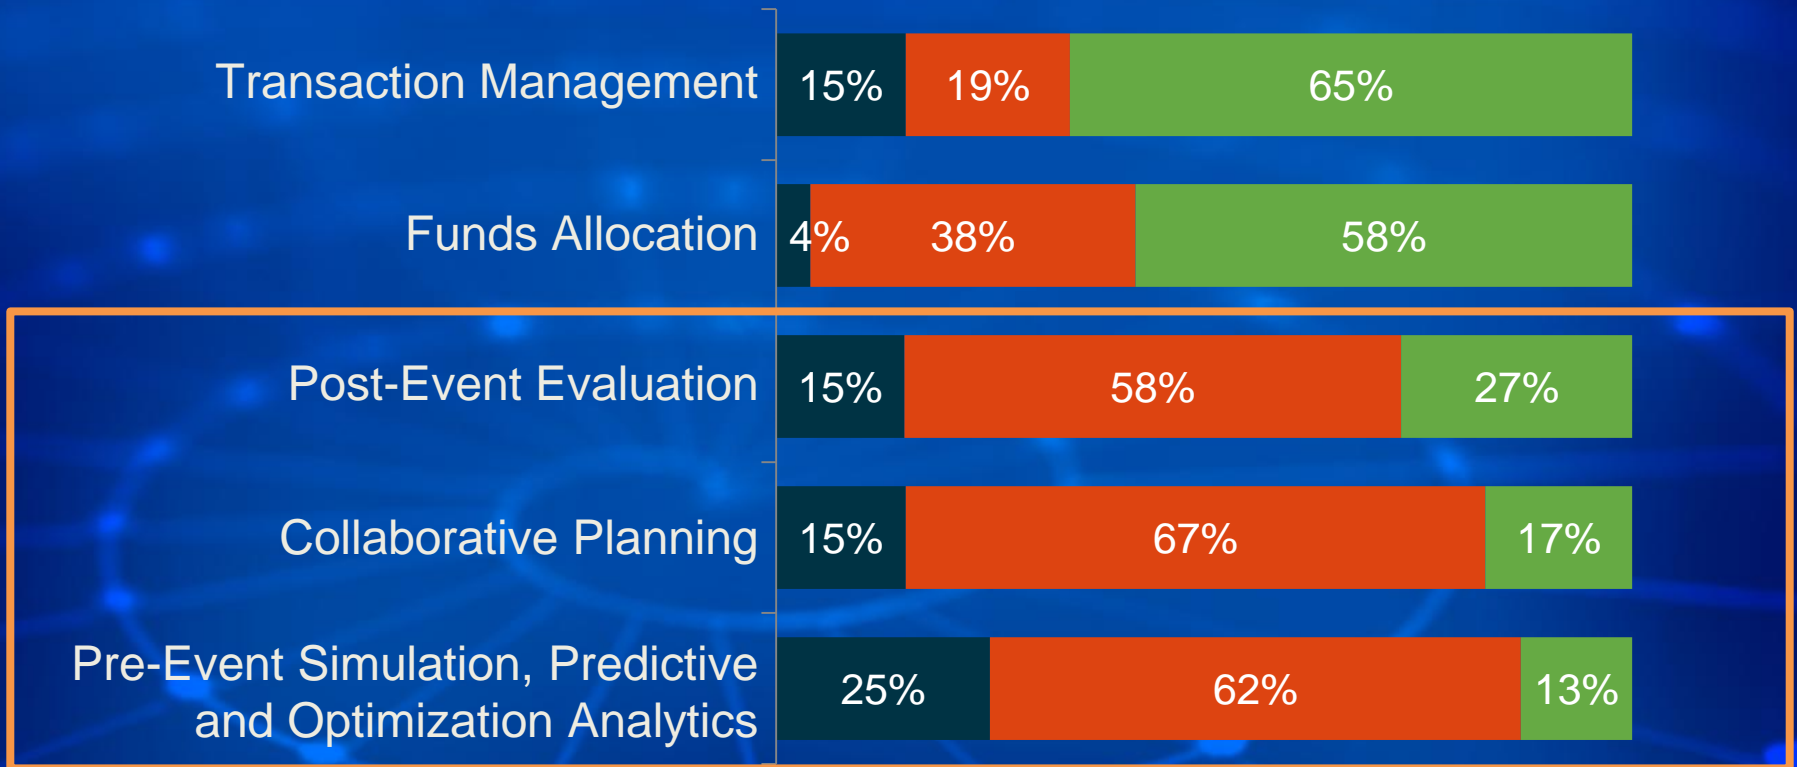 Transaction Management 15% 19% 65%
Funds Allocation 4% 38% 58%
Post-Event Evaluation 15% 58% 27%
Collaborative Planning 15% 67% 17%
Pre-Event Simulation, Predictive
and Optimization Analytics 25% 62% 13%